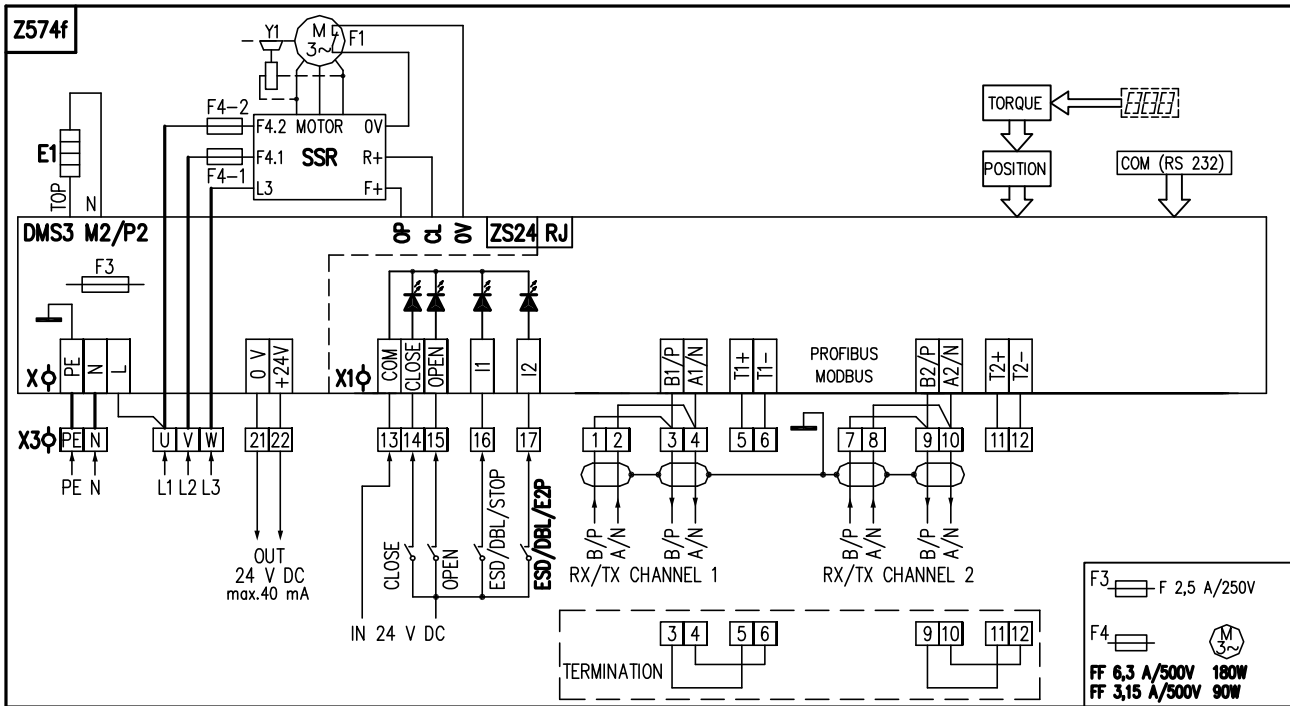 Z574f
Y1
M
3~
F1
F4-2
F4.2 MOTOR 0V
F4.1 SSR R+
F4-1
L3 F+
E1
TOP
N
TORQUE
POSITION
COM (RS 232)
DMS3 M2/P2
OP CL 0V
ZS24 RJ
F3
X
PE N L
0 V +24V
X1
COM CLOSE OPEN I1 I2
B1/P A1/N T1+ T1-
PROFIBUS
MODBUS
B2/P A2/N T2+ T2-
X3
PE N U V W 21 22 13 14 15 16 17 1 2 3 4 5 6 7 8 9 10 11 12
PE N L1 L2 L3
OUT
24 V DC
max.40 mA
CLOSE
OPEN
ESD/DBL/STOP
ESD/DBL/E2P
IN 24 V DC
B/P A/N B/P A/N
RX/TX CHANNEL 1
B/P A/N B/P A/N
RX/TX CHANNEL 2
TERMINATION
3 4 5 6 9 10 11 12
F3 F 2,5 A/250V
F4 M
3~
FF 6,3 A/500V 180W
FF 3,15 A/500V 90W